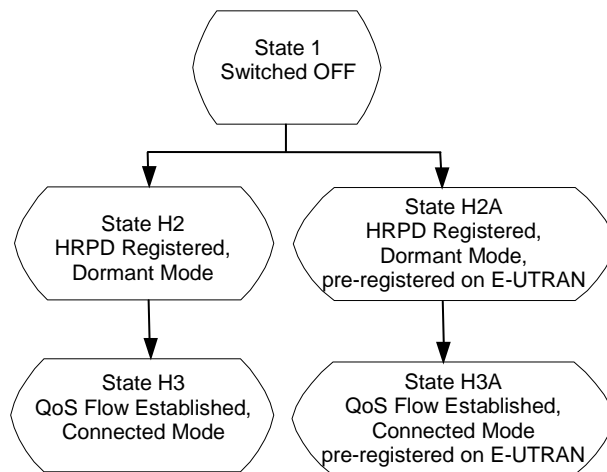 State 1
Switched OFF
State H2
HRPD Registered,
Dormant Mode
State H2A
HRPD Registered,
Dormant Mode,
pre-registered on E-UTRAN
State H3
QoS Flow Established,
Connected Mode
State H3A
QoS Flow Established,
Connected Mode
pre-registered on E-UTRAN